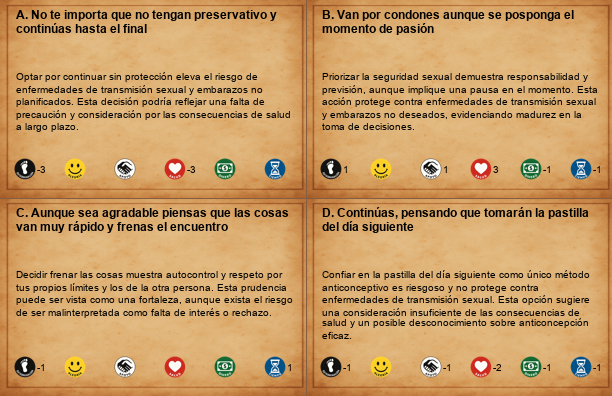 A. No te importa que no tengan preservativo y
continúas hasta el final
Optar por continuar sin protección eleva el riesgo de
enfermedades de transmisión sexual y embarazos no
planificados. Esta decisión podría reflejar una falta de
precaución y consideración por las consecuencias de salud
a largo plazo.
-3
-3
B. Van por condones aunque se posponga el
momento de pasión
Priorizar la seguridad sexual demuestra responsabilidad y
previsión, aunque implique una pausa en el momento. Esta
acción protege contra enfermedades de transmisión sexual
y embarazos no deseados, evidenciando madurez en la
toma de decisiones.
1
1
3
-1
-1
C. Aunque sea agradable piensas que las cosas
van muy rápido y frenas el encuentro
Decidir frenar las cosas muestra autocontrol y respeto por
tus propios límites y los de la otra persona. Esta prudencia
puede ser vista como una fortaleza, aunque exista el riesgo
de ser malinterpretada como falta de interés o rechazo.
-1
1
D. Continúas, pensando que tomarán la pastilla
del día siguiente
Confiar en la pastilla del día siguiente como único método
anticonceptivo es riesgoso y no protege contra
enfermedades de transmisión sexual. Esta opción sugiere
una consideración insuficiente de las consecuencias de
salud y un posible desconocimiento sobre anticoncepción
eficaz.
-1
-1
-2
-1
-1